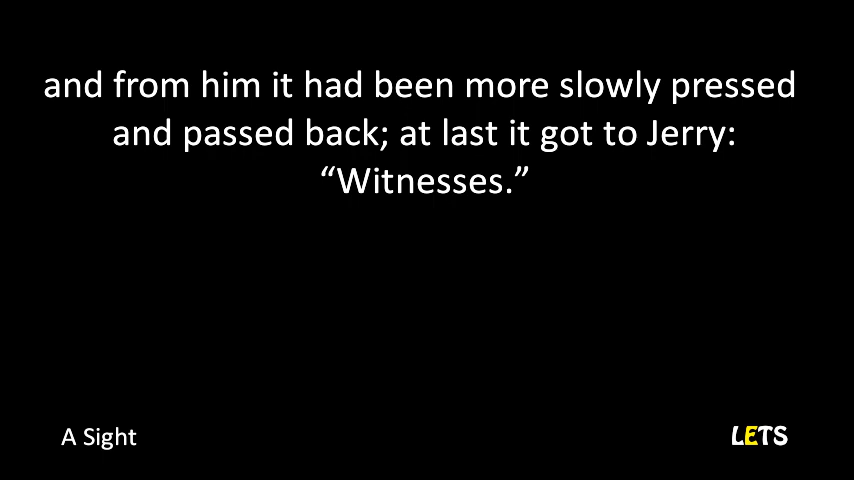 and from him it had been more slowly pressed
and passed back; at last it got to Jerry:
“Witnesses.”
A Sight
LETS